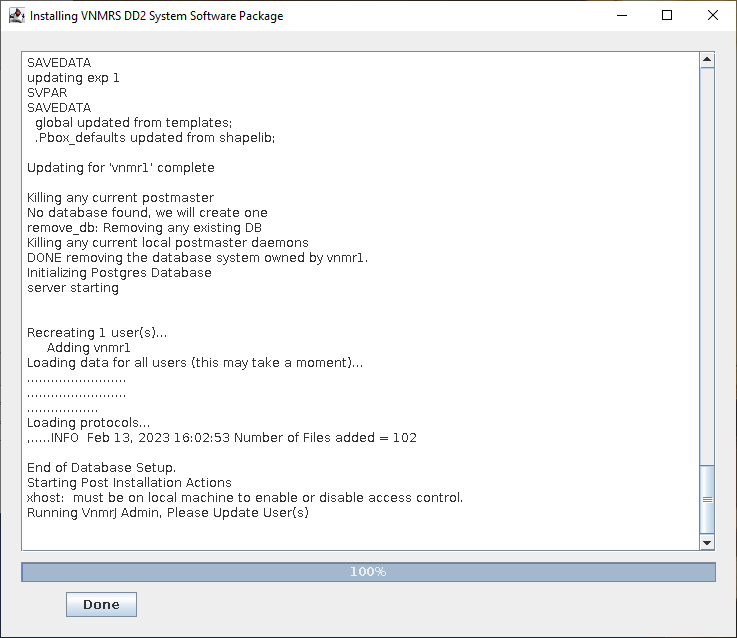 Installing VNMRS DD2 System Software Package
SAVEDATA
updating exp 1
SVPAR
SAVEDATA
global updated from templates;
.Pbox_defaults updated from shapelib;
Updating for 'vnmr1' complete
Killing any current postmaster
No database found, we will create one
remove_db: Removing any existing DB
Killing any current local postmaster daemons
DONE removing the database system owned by vnmr1.
Initializing Postgres Database
server starting
Recreating 1 user(s)...
Adding vnmr1
Loading data for all users (this may take a moment)...
.........................
.........................
..................
Loading protocols...
,.....INFO  Feb 13, 2023 16:02:53 Number of Files added = 102
End of Database Setup.
Starting Post Installation Actions
xhost:  must be on local machine to enable or disable access control.
Running VnmrJ Admin, Please Update User(s)
100%
Done